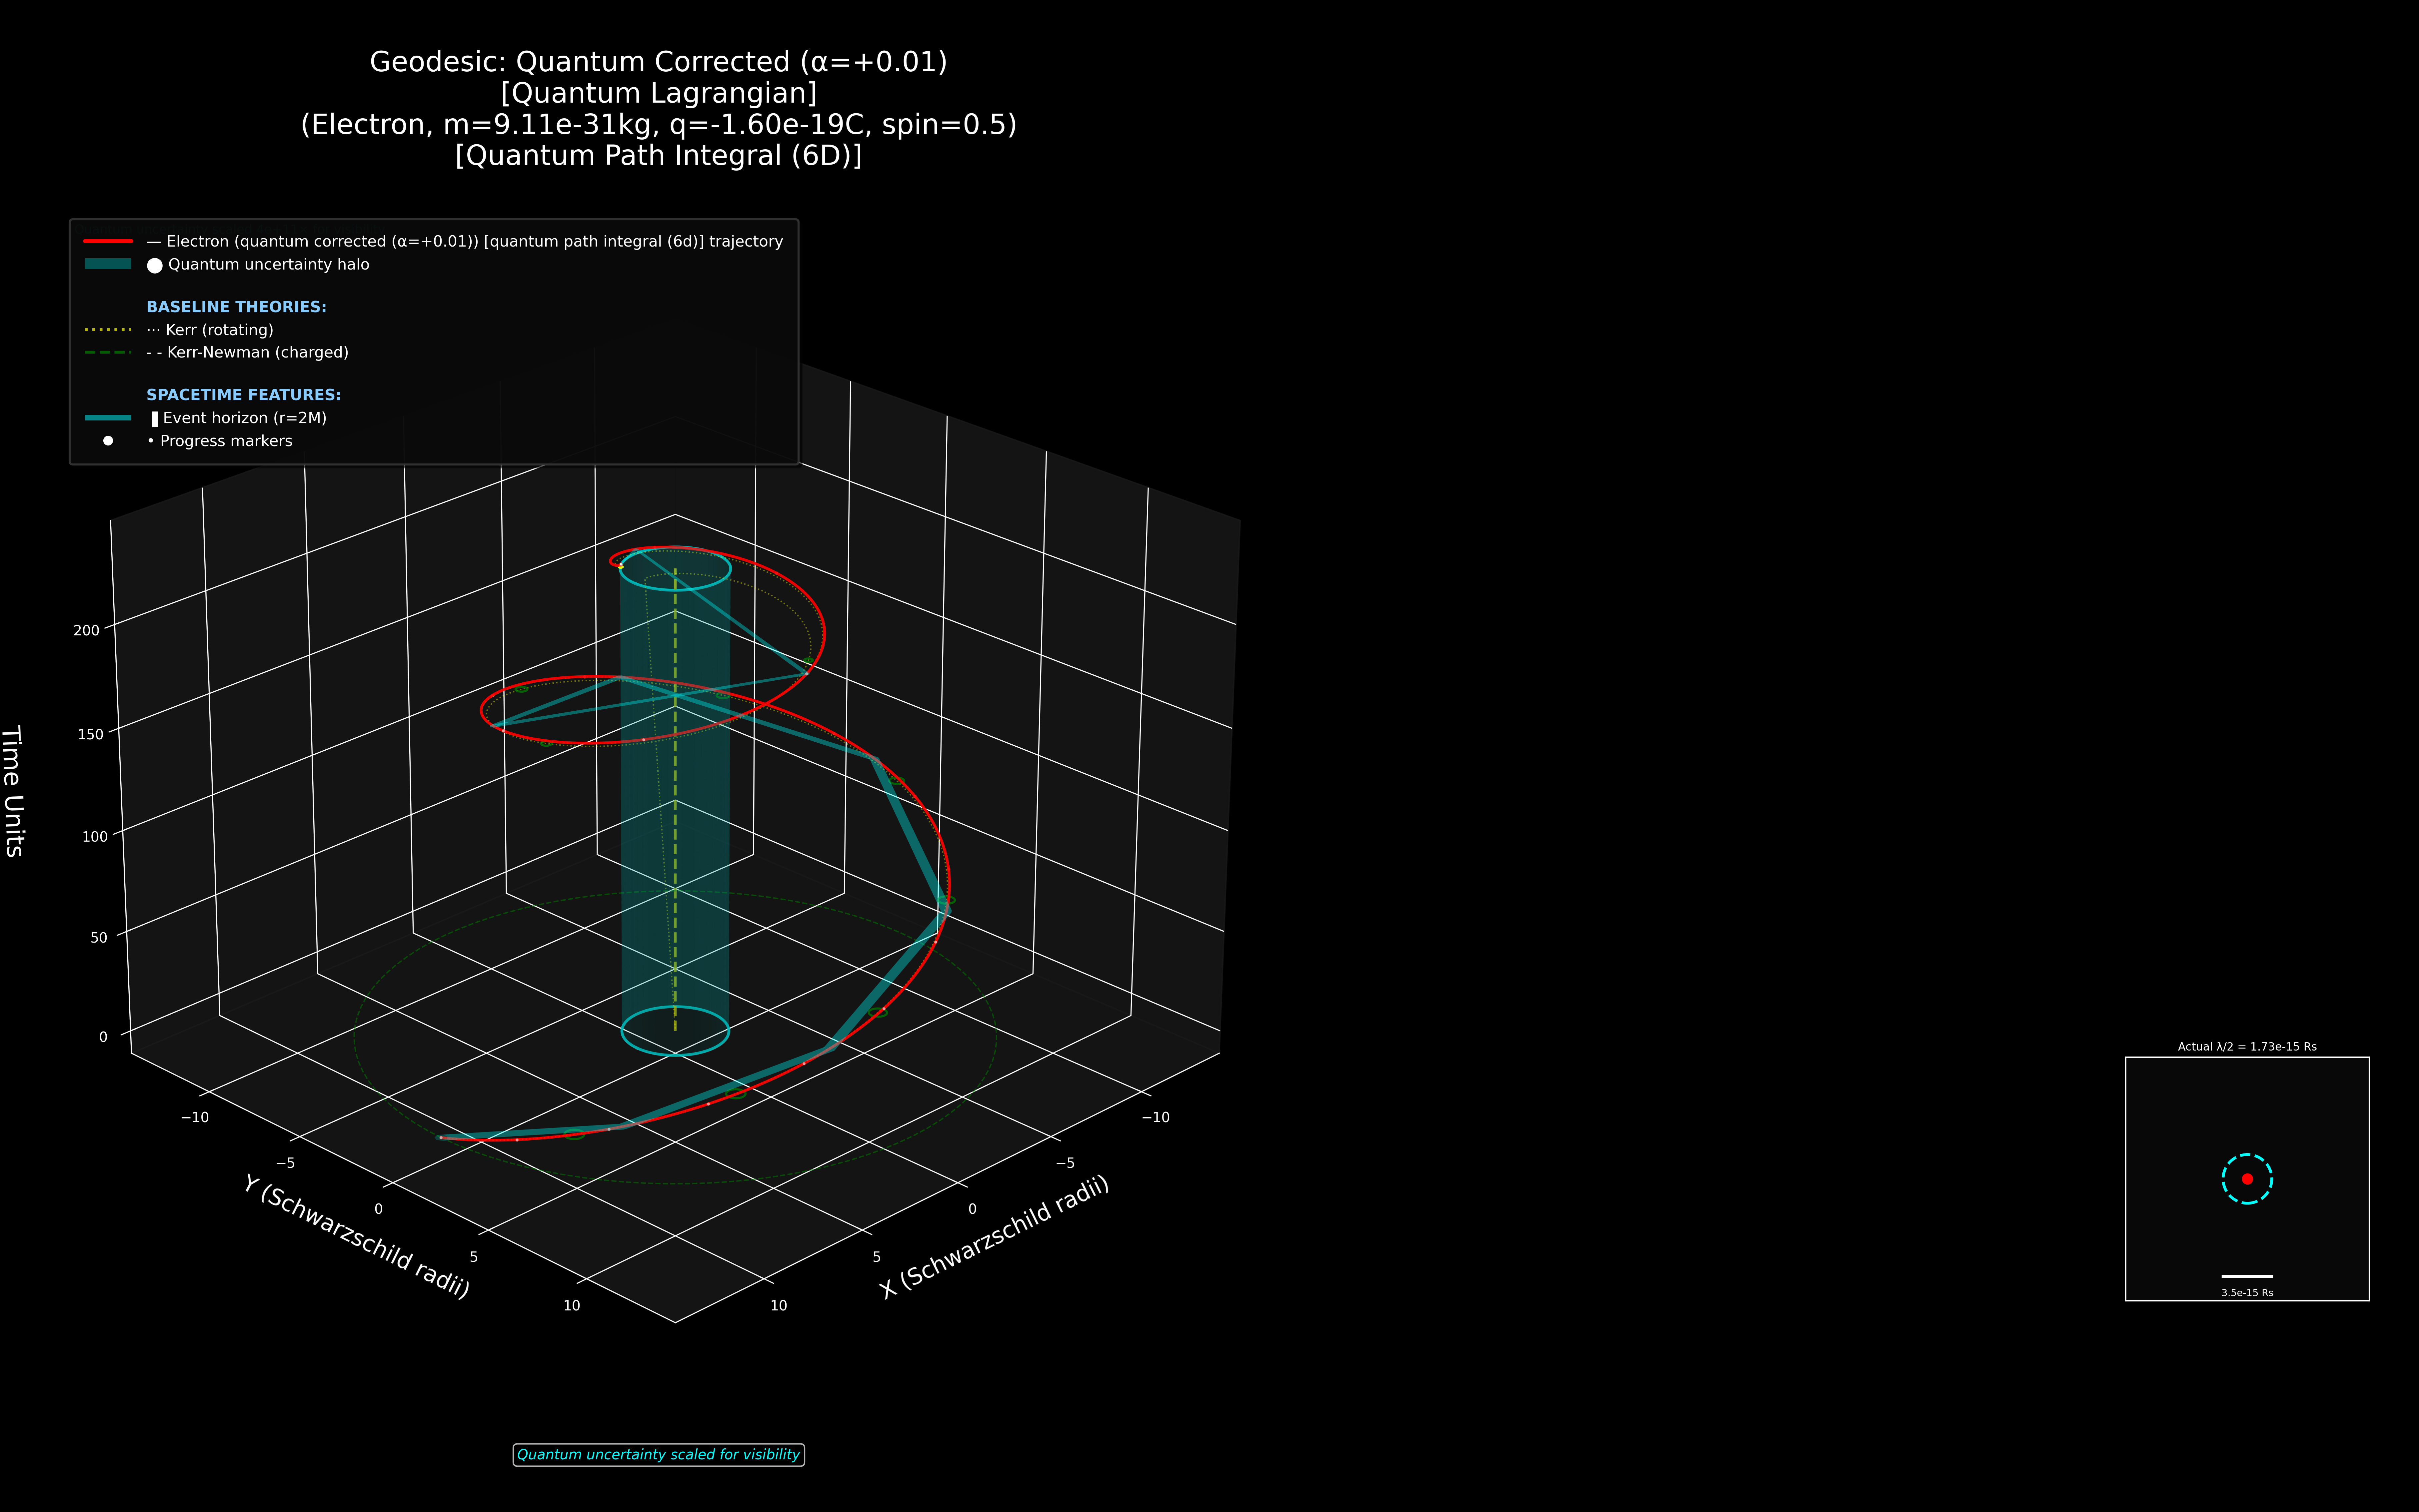 Geodesic: Quantum Corrected (α=+0.01)
[Quantum Lagrangian]
(Electron, m=9.11e-31kg, q=-1.60e-19C, spin=0.5)
[Quantum Path Integral (6D)]
— Electron (quantum corrected (α=+0.01)) [quantum path integral (6d)] trajectory
⬤ Quantum uncertainty halo
BASELINE THEORIES:
··· Kerr (rotating)
- - Kerr-Newman (charged)
SPACETIME FEATURES:
▐ Event horizon (r=2M)
• Progress markers
Time Units
200
150
100
50
0
−10
−5
0
5
10
Y (Schwarzschild radii)
−10
−5
0
5
10
X (Schwarzschild radii)
Actual λ/2 = 1.73e-15 Rs
3.5e-15 Rs
Quantum uncertainty scaled for visibility